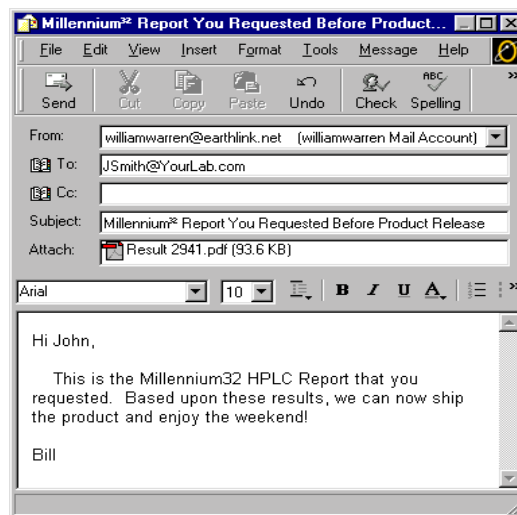 Millennium³² Report You Requested Before Product...
File Edit View Insert Format Tools Message Help
Send Cut Copy Paste Undo Check ABC Spelling »
From: williamwarren@earthlink.net (williamwarren Mail Account)
To: JSmith@YourLab.com
Cc:
Subject: Millennium³² Report You Requested Before Product Release
Attach: Result 2941.pdf (93.6 KB)
Arial 10 B I U A »
Hi John,
This is the Millennium32 HPLC Report that you
requested. Based upon these results, we can now ship
the product and enjoy the weekend!
Bill